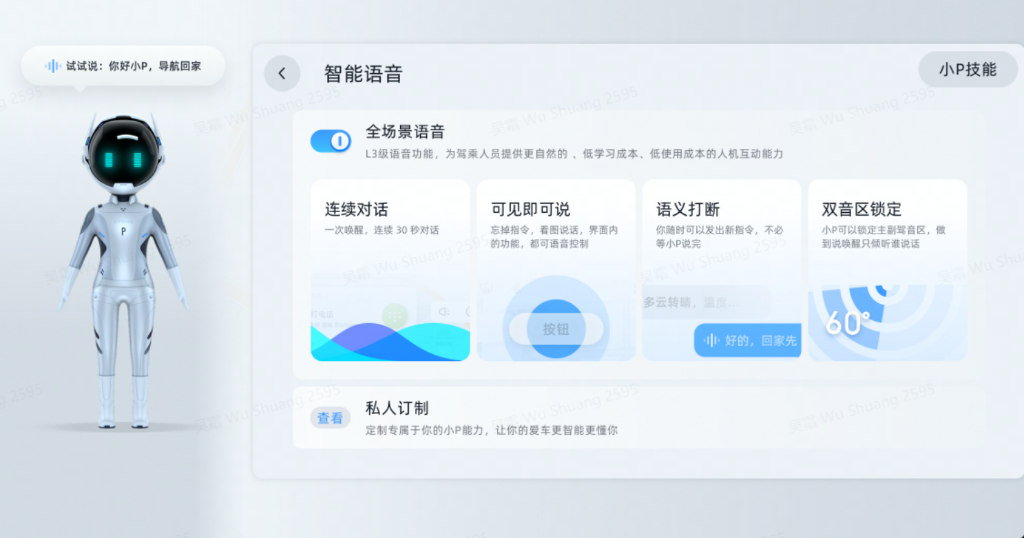 试试说：你好小P，导航回家
P
智能语音
小P技能
全场景语音
L3级语音功能，为驾乘人员提供更自然的 、低学习成本、低使用成本的人机互动能力
连续对话
一次唤醒，连续 30 秒对话
可见即可说
忘掉指令，看图说话，界面内
的功能，都可语音控制
按钮
语义打断
你随时可以发出新指令，不必
等小P说完
多云转晴，温度...
好的，回家先
双音区锁定
小P可以锁定主副驾音区，做
到说唤醒只倾听谁说话
60°
查看
私人订制
定制专属于你的小P能力，让你的爱车更智能更懂你
吴霜 Wu Shuang 2595